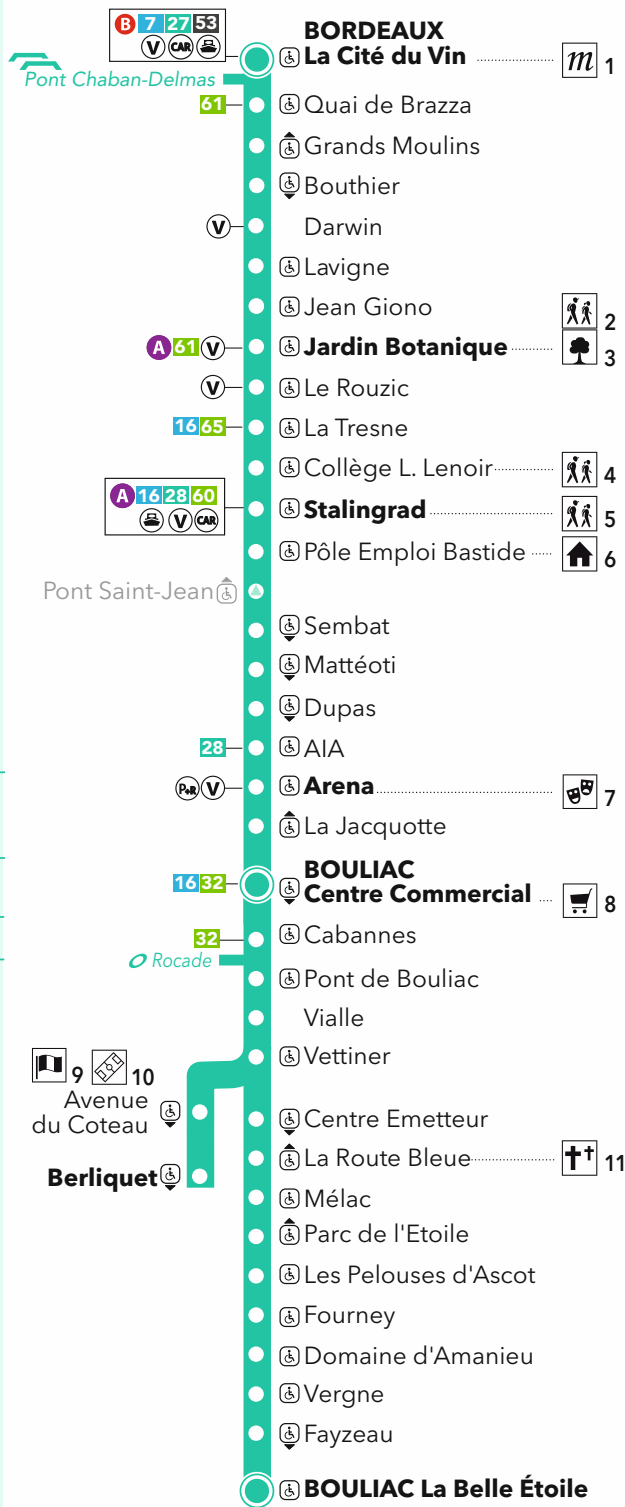 B 7 27 53
V CAR
BORDEAUX
La Cité du Vin m 1
Pont Chaban-Delmas
61 Quai de Brazza
Grands Moulins
Bouthier
V Darwin
Lavigne
Jean Giono 2
A 61 V Jardin Botanique 3
V Le Rouzic
16 65 La Tresne
Collège L. Lenoir 4
A 16 28 60
V CAR
Stalingrad 5
Pôle Emploi Bastide 6
Pont Saint-Jean
Sembat
Mattéoti
Dupas
28 AIA
P+R V Arena 7
La Jacquotte
BOULIAC
16 32 Centre Commercial 8
32 Cabannes
Rocade
Pont de Bouliac
Vialle
Vettiner
9 10
Avenue
du Coteau
Centre Emetteur
Berliquet
La Route Bleue 11
Mélac
Parc de l'Etoile
Les Pelouses d'Ascot
Fourney
Domaine d'Amanieu
Vergne
Fayzeau
BOULIAC La Belle Étoile